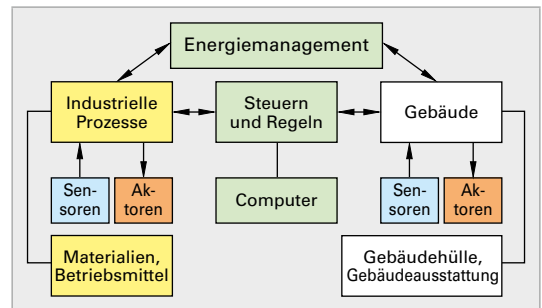 Energiemanagement
Industrielle
Prozesse
Steuern
und Regeln
Gebäude
Sen-
soren
Ak-
toren
Computer
Sen-
soren
Ak-
toren
Materialien,
Betriebsmittel
Gebäudehülle,
Gebäudeausstattung